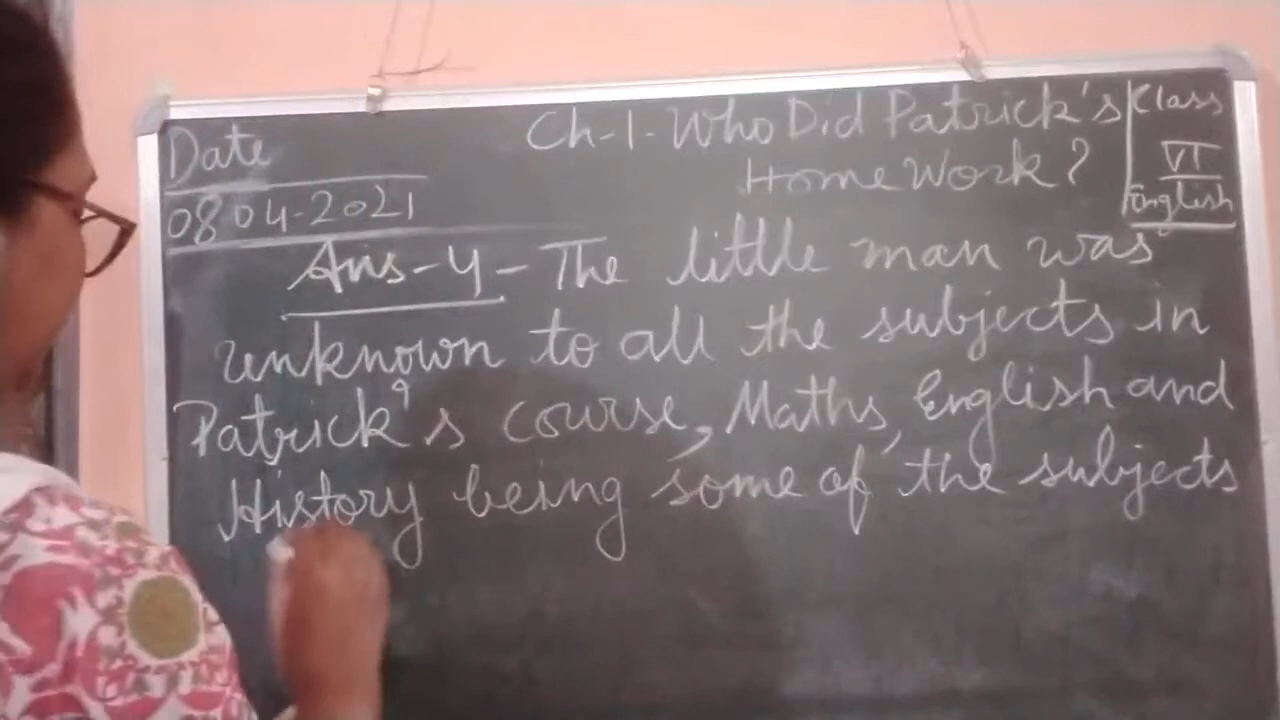 Date
08 04-2021
Ch-1-Who Did Patrick's
Home Work?
Class
VI
English
Ans-4- The little man was
unknown to all the subjects in
Patrick's course, Maths, English and
History being some of the subjects